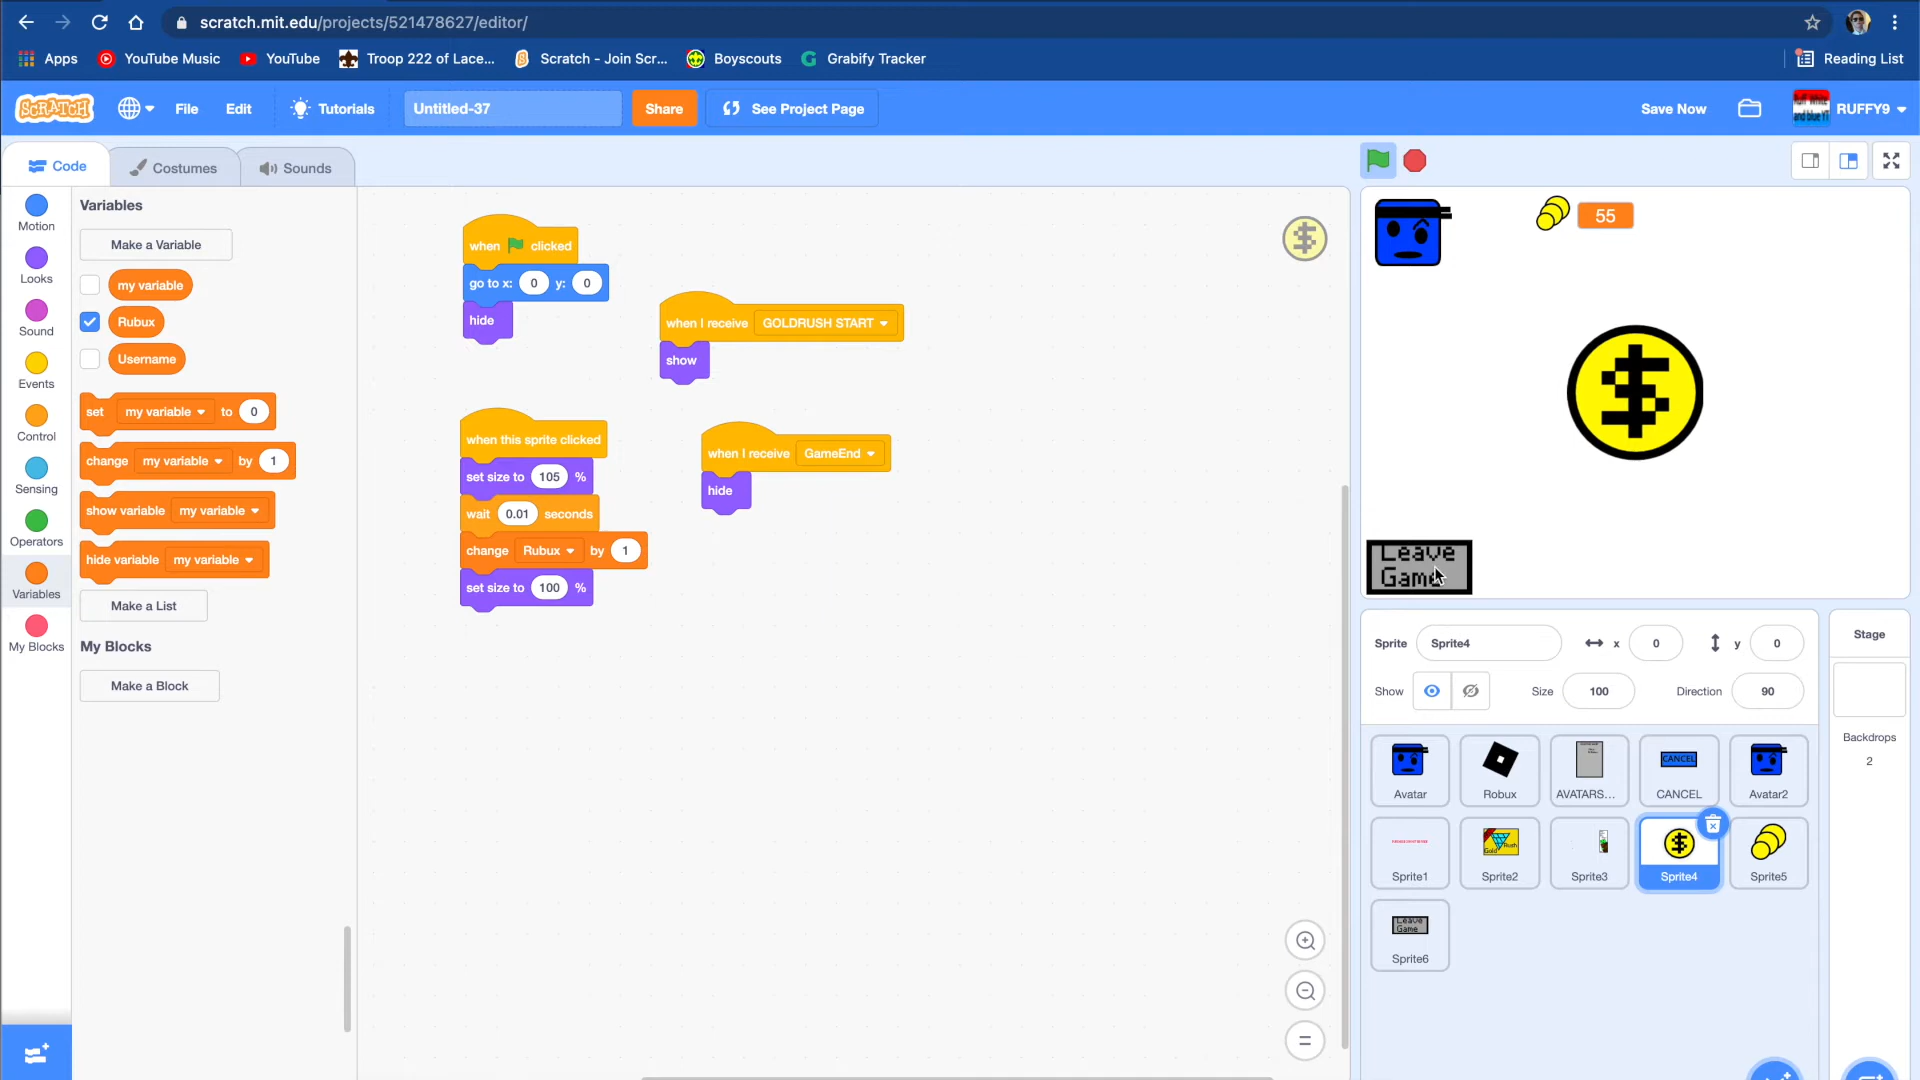 scratch.mit.edu/projects/521478627/editor/
Apps YouTube Music YouTube Troop 222 of Lace... Scratch - Join Scr... Boyscouts Grabify Tracker Reading List
SCRATCH File Edit Tutorials Untitled-37 Share See Project Page Save Now RUFFY9
Code Costumes Sounds
Motion
Looks
Sound
Events
Control
Sensing
Operators
Variables
My Blocks
Variables
Make a Variable
my variable
Rubux
Username
set my variable to 0
change my variable by 1
show variable my variable
hide variable my variable
Make a List
My Blocks
Make a Block
when clicked
go to x: 0 y: 0
hide
when I receive GOLDRUSH START
show
when this sprite clicked
set size to 105 %
wait 0.01 seconds
change Rubux by 1
set size to 100 %
when I receive GameEnd
hide
55
$
Leave
Game
Sprite Sprite4 x 0 y 0
Show Size 100 Direction 90
Stage
Backdrops
2
Avatar Robux AVATARS... CANCEL CANCEL Avatar2
Sprite1 Gold Rush Sprite2 Sprite3 Sprite4 Sprite5
Leave
Game
Sprite6